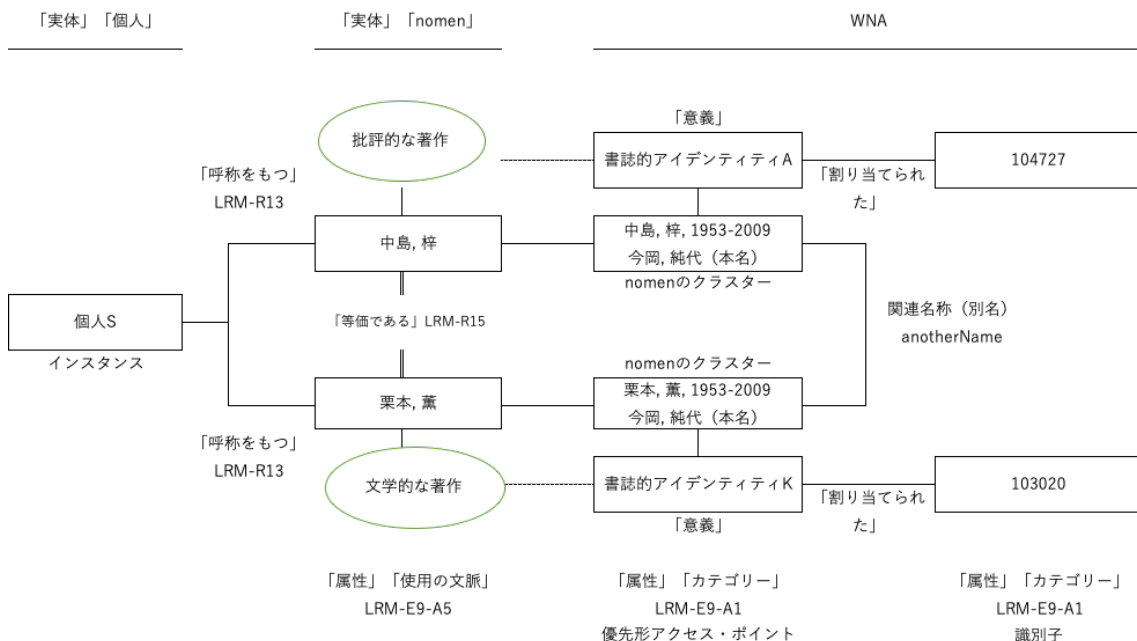 「実体」「個人」
「実体」「nomen」
WNA
批評的な著作
「意義」
書誌的アイデンティティA
104727
「呼称をもつ」
LRM-R13
「割り当てられ
た」
中島, 梓
中島, 梓, 1953-2009
今岡, 純代（本名）
nomenのクラスター
個人S
インスタンス
「等価である」LRM-R15
関連名称（別名）
anotherName
nomenのクラスター
栗本, 薫
栗本, 薫, 1953-2009
今岡, 純代（本名）
「呼称をもつ」
LRM-R13
文学的な著作
書誌的アイデンティティK
103020
「割り当てられ
た」
「意義」
「属性」「使用の文脈」
LRM-E9-A5
「属性」「カテゴリー」
LRM-E9-A1
優先形アクセス・ポイント
「属性」「カテゴリー」
LRM-E9-A1
識別子